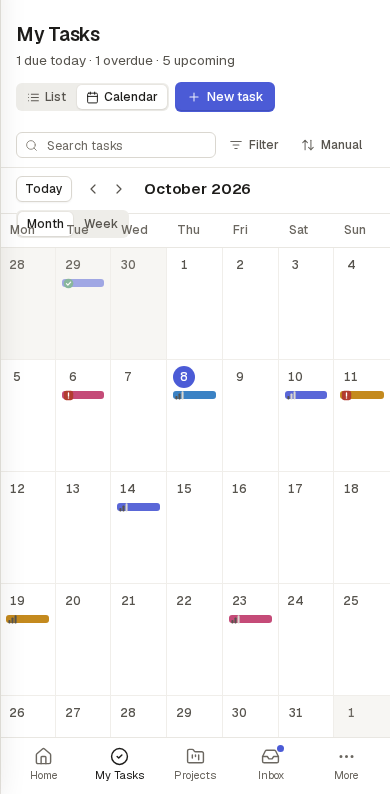 My Tasks
1 due today · 1 overdue · 5 upcoming
List Calendar New task
Search tasks Filter Manual
Today October 2026
Month Week
Mon Tue Wed Thu Fri Sat Sun
28 29 30 1 2 3 4
5 6 7 8 9 10 11
12 13 14 15 16 17 18
19 20 21 22 23 24 25
26 27 28 29 30 31 1
Home My Tasks Projects Inbox More